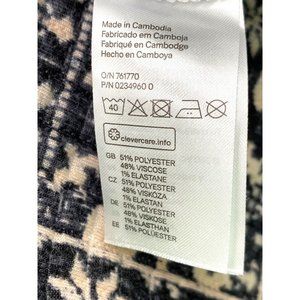 Made in Cambodia
Fabricado em Camboja
Fabriqué en Cambodge
Hecho en Camboya
O/N 761770
P/N 0234960 0
40
clevercare.info
GB 51% POLYESTER
48% VISCOSE
1% ELASTANE
CZ 51% POLYESTER
48% VISKÓZA
1% ELASTAN
DE 51% POLYESTER
48% VISKOSE
1% ELASTHAN
EE 51% POLÜESTER